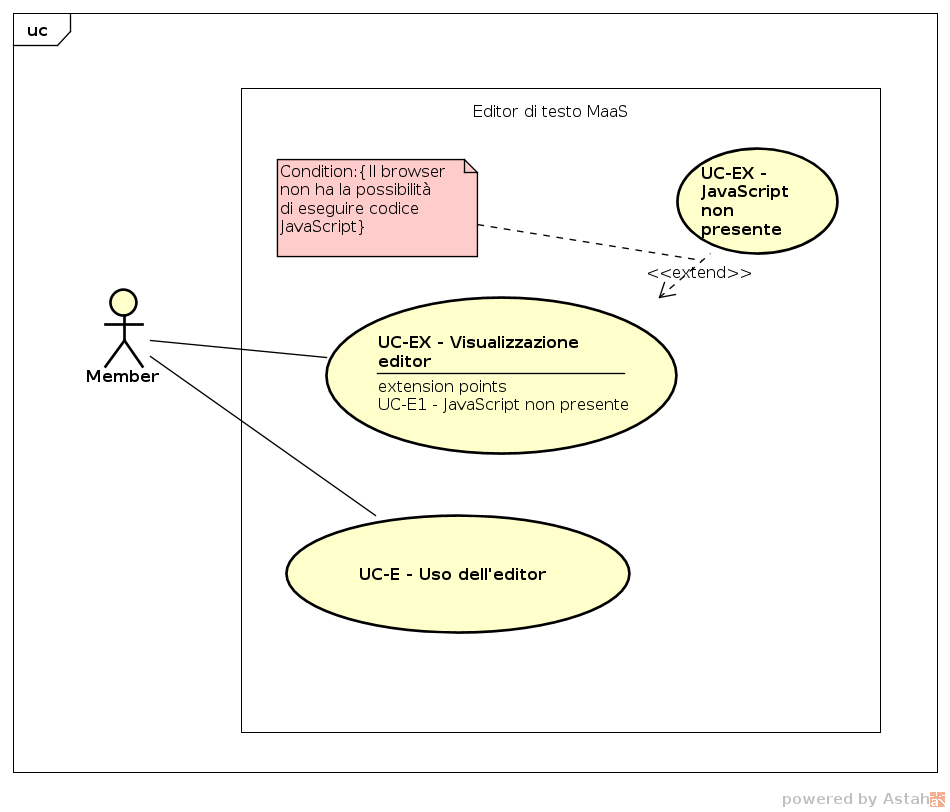 uc
Editor di testo MaaS
Condition:{Il browser
non ha la possibilità
di eseguire codice
JavaScript}
UC-EX -
JavaScript
non
presente
<<extend>>
UC-EX - Visualizzazione
editor
extension points
UC-E1 - JavaScript non presente
Member
UC-E - Uso dell'editor
powered by Astah